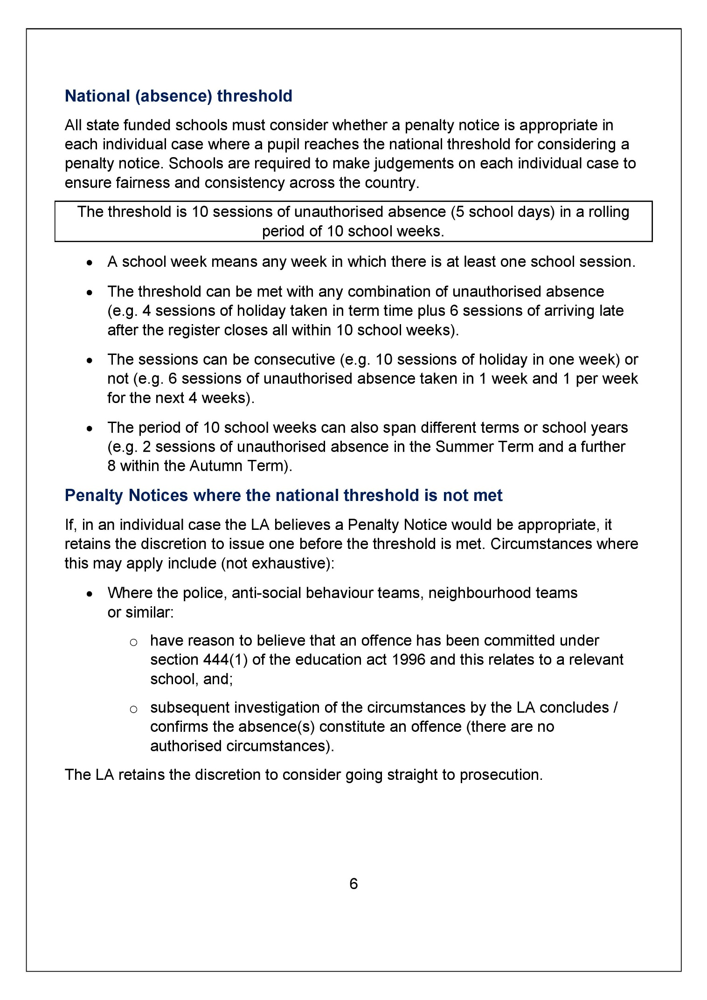 National (absence) threshold
All state funded schools must consider whether a penalty notice is appropriate in
each individual case where a pupil reaches the national threshold for considering a
penalty notice. Schools are required to make judgements on each individual case to
ensure fairness and consistency across the country.
The threshold is 10 sessions of unauthorised absence (5 school days) in a rolling
period of 10 school weeks.
• A school week means any week in which there is at least one school session.
• The threshold can be met with any combination of unauthorised absence
(e.g. 4 sessions of holiday taken in term time plus 6 sessions of arriving late
after the register closes all within 10 school weeks).
• The sessions can be consecutive (e.g. 10 sessions of holiday in one week) or
not (e.g. 6 sessions of unauthorised absence taken in 1 week and 1 per week
for the next 4 weeks).
• The period of 10 school weeks can also span different terms or school years
(e.g. 2 sessions of unauthorised absence in the Summer Term and a further
8 within the Autumn Term).
Penalty Notices where the national threshold is not met
If, in an individual case the LA believes a Penalty Notice would be appropriate, it
retains the discretion to issue one before the threshold is met. Circumstances where
this may apply include (not exhaustive):
• Where the police, anti-social behaviour teams, neighbourhood teams
or similar:
○ have reason to believe that an offence has been committed under
section 444(1) of the education act 1996 and this relates to a relevant
school, and;
○ subsequent investigation of the circumstances by the LA concludes /
confirms the absence(s) constitute an offence (there are no
authorised circumstances).
The LA retains the discretion to consider going straight to prosecution.
6